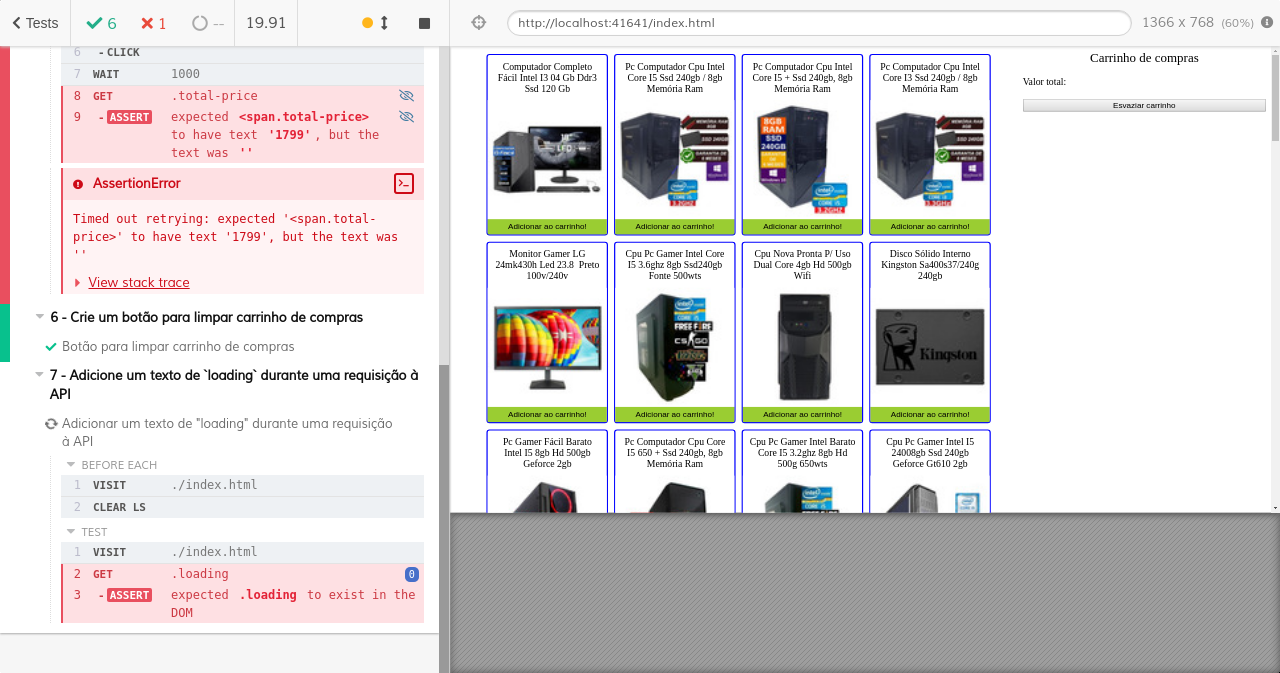 Tests
6
1
--
19.91
http://localhost:41641/index.html
1366 x 768 (60%)
6 - CLICK
7 WAIT 1000
8 GET .total-price
9 - ASSERT expected <span.total-price>
to have text '1799', but the
text was ''
AssertionError
Timed out retrying: expected '<span.total-
price>' to have text '1799', but the text was
''
View stack trace
6 - Crie um botão para limpar carrinho de compras
Botão para limpar carrinho de compras
7 - Adicione um texto de `loading` durante uma requisição à
API
Adicionar um texto de "loading" durante uma requisição
à API
BEFORE EACH
1 VISIT ./index.html
2 CLEAR LS
TEST
1 VISIT ./index.html
2 GET .loading 0
3 - ASSERT expected .loading to exist in the
DOM
Computador Completo
Fácil Intel I3 04 Gb Ddr3
Ssd 120 Gb
Adicionar ao carrinho!
Pc Computador Cpu Intel
Core I5 Ssd 240gb / 8gb
Memória Ram
Adicionar ao carrinho!
Pc Computador Cpu Intel
Core I5 + Ssd 240gb, 8gb
Memória Ram
8GB
RAM
SSD
240GB
Adicionar ao carrinho!
Pc Computador Cpu Intel
Core I3 Ssd 240gb / 8gb
Memória Ram
Adicionar ao carrinho!
Monitor Gamer LG
24mk430h Led 23.8 Preto
100v/240v
Adicionar ao carrinho!
Cpu Pc Gamer Intel Core
I5 3.6ghz 8gb Ssd240gb
Fonte 500wts
FREE FIRE
CS:GO
Adicionar ao carrinho!
Cpu Nova Pronta P/ Uso
Dual Core 4gb Hd 500gb
Wifi
Adicionar ao carrinho!
Disco Sólido Interno
Kingston Sa400s37/240g
240gb
Kingston
Adicionar ao carrinho!
Pc Gamer Fácil Barato
Intel I5 8gb Hd 500gb
Geforce 2gb
Pc Computador Cpu Core
I5 650 + Ssd 240gb, 8gb
Memória Ram
Cpu Pc Gamer Intel Barato
Core I5 3.2ghz 8gb Hd
500g 650wts
Cpu Pc Gamer Intel I5
24008gb Ssd 240gb
Geforce Gt610 2gb
Carrinho de compras
Valor total:
Esvaziar carrinho